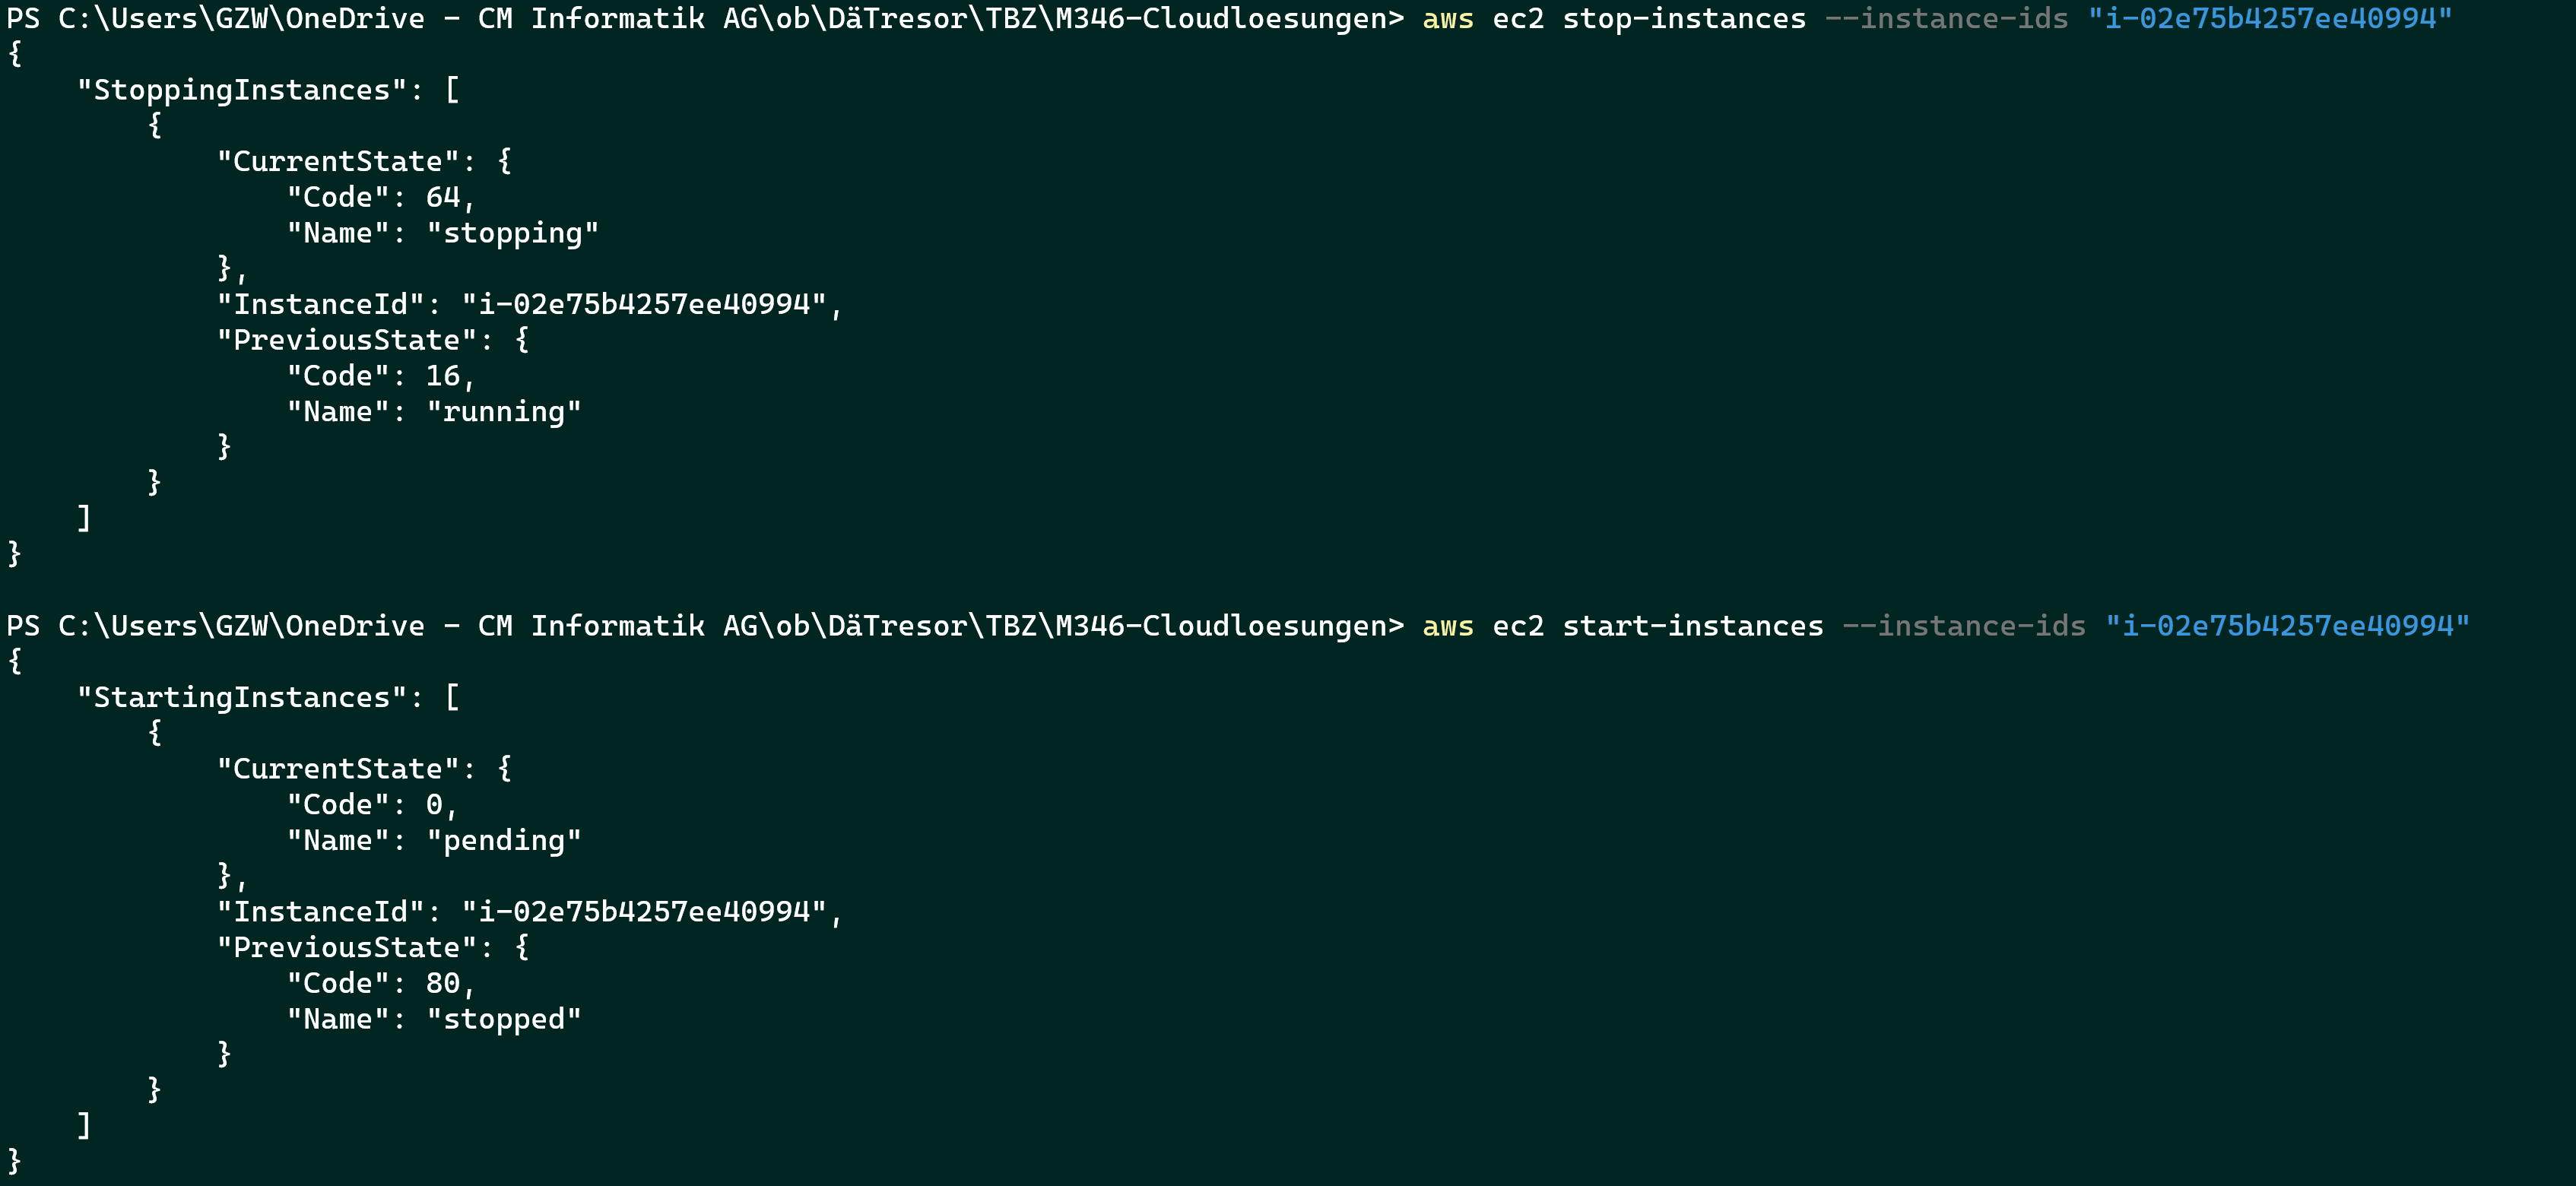 PS C:\Users\GZW\OneDrive - CM Informatik AG\ob\DäTresor\TBZ\M346-Cloudloesungen> aws ec2 stop-instances --instance-ids "i-02e75b4257ee40994"
{
    "StoppingInstances": [
        {
            "CurrentState": {
                "Code": 64,
                "Name": "stopping"
            },
            "InstanceId": "i-02e75b4257ee40994",
            "PreviousState": {
                "Code": 16,
                "Name": "running"
            }
        }
    ]
}
PS C:\Users\GZW\OneDrive - CM Informatik AG\ob\DäTresor\TBZ\M346-Cloudloesungen> aws ec2 start-instances --instance-ids "i-02e75b4257ee40994"
{
    "StartingInstances": [
        {
            "CurrentState": {
                "Code": 0,
                "Name": "pending"
            },
            "InstanceId": "i-02e75b4257ee40994",
            "PreviousState": {
                "Code": 80,
                "Name": "stopped"
            }
        }
    ]
}